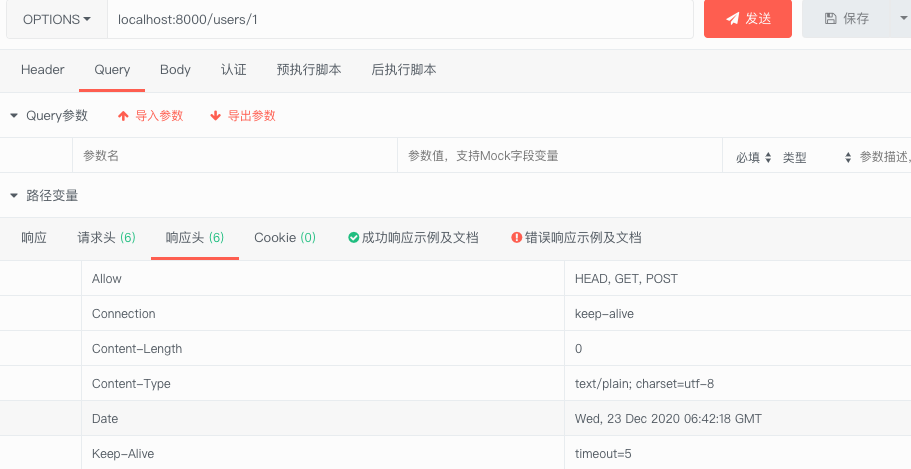 OPTIONS localhost:8000/users/1 发送 保存
Header Query Body 认证 预执行脚本 后执行脚本
Query参数 导入参数 导出参数
参数名 参数值，支持Mock字段变量 必填 类型 参数描述,
路径变量
响应 请求头 (6) 响应头 (6) Cookie (0) 成功响应示例及文档 错误响应示例及文档
Allow HEAD, GET, POST
Connection keep-alive
Content-Length 0
Content-Type text/plain; charset=utf-8
Date Wed, 23 Dec 2020 06:42:18 GMT
Keep-Alive timeout=5